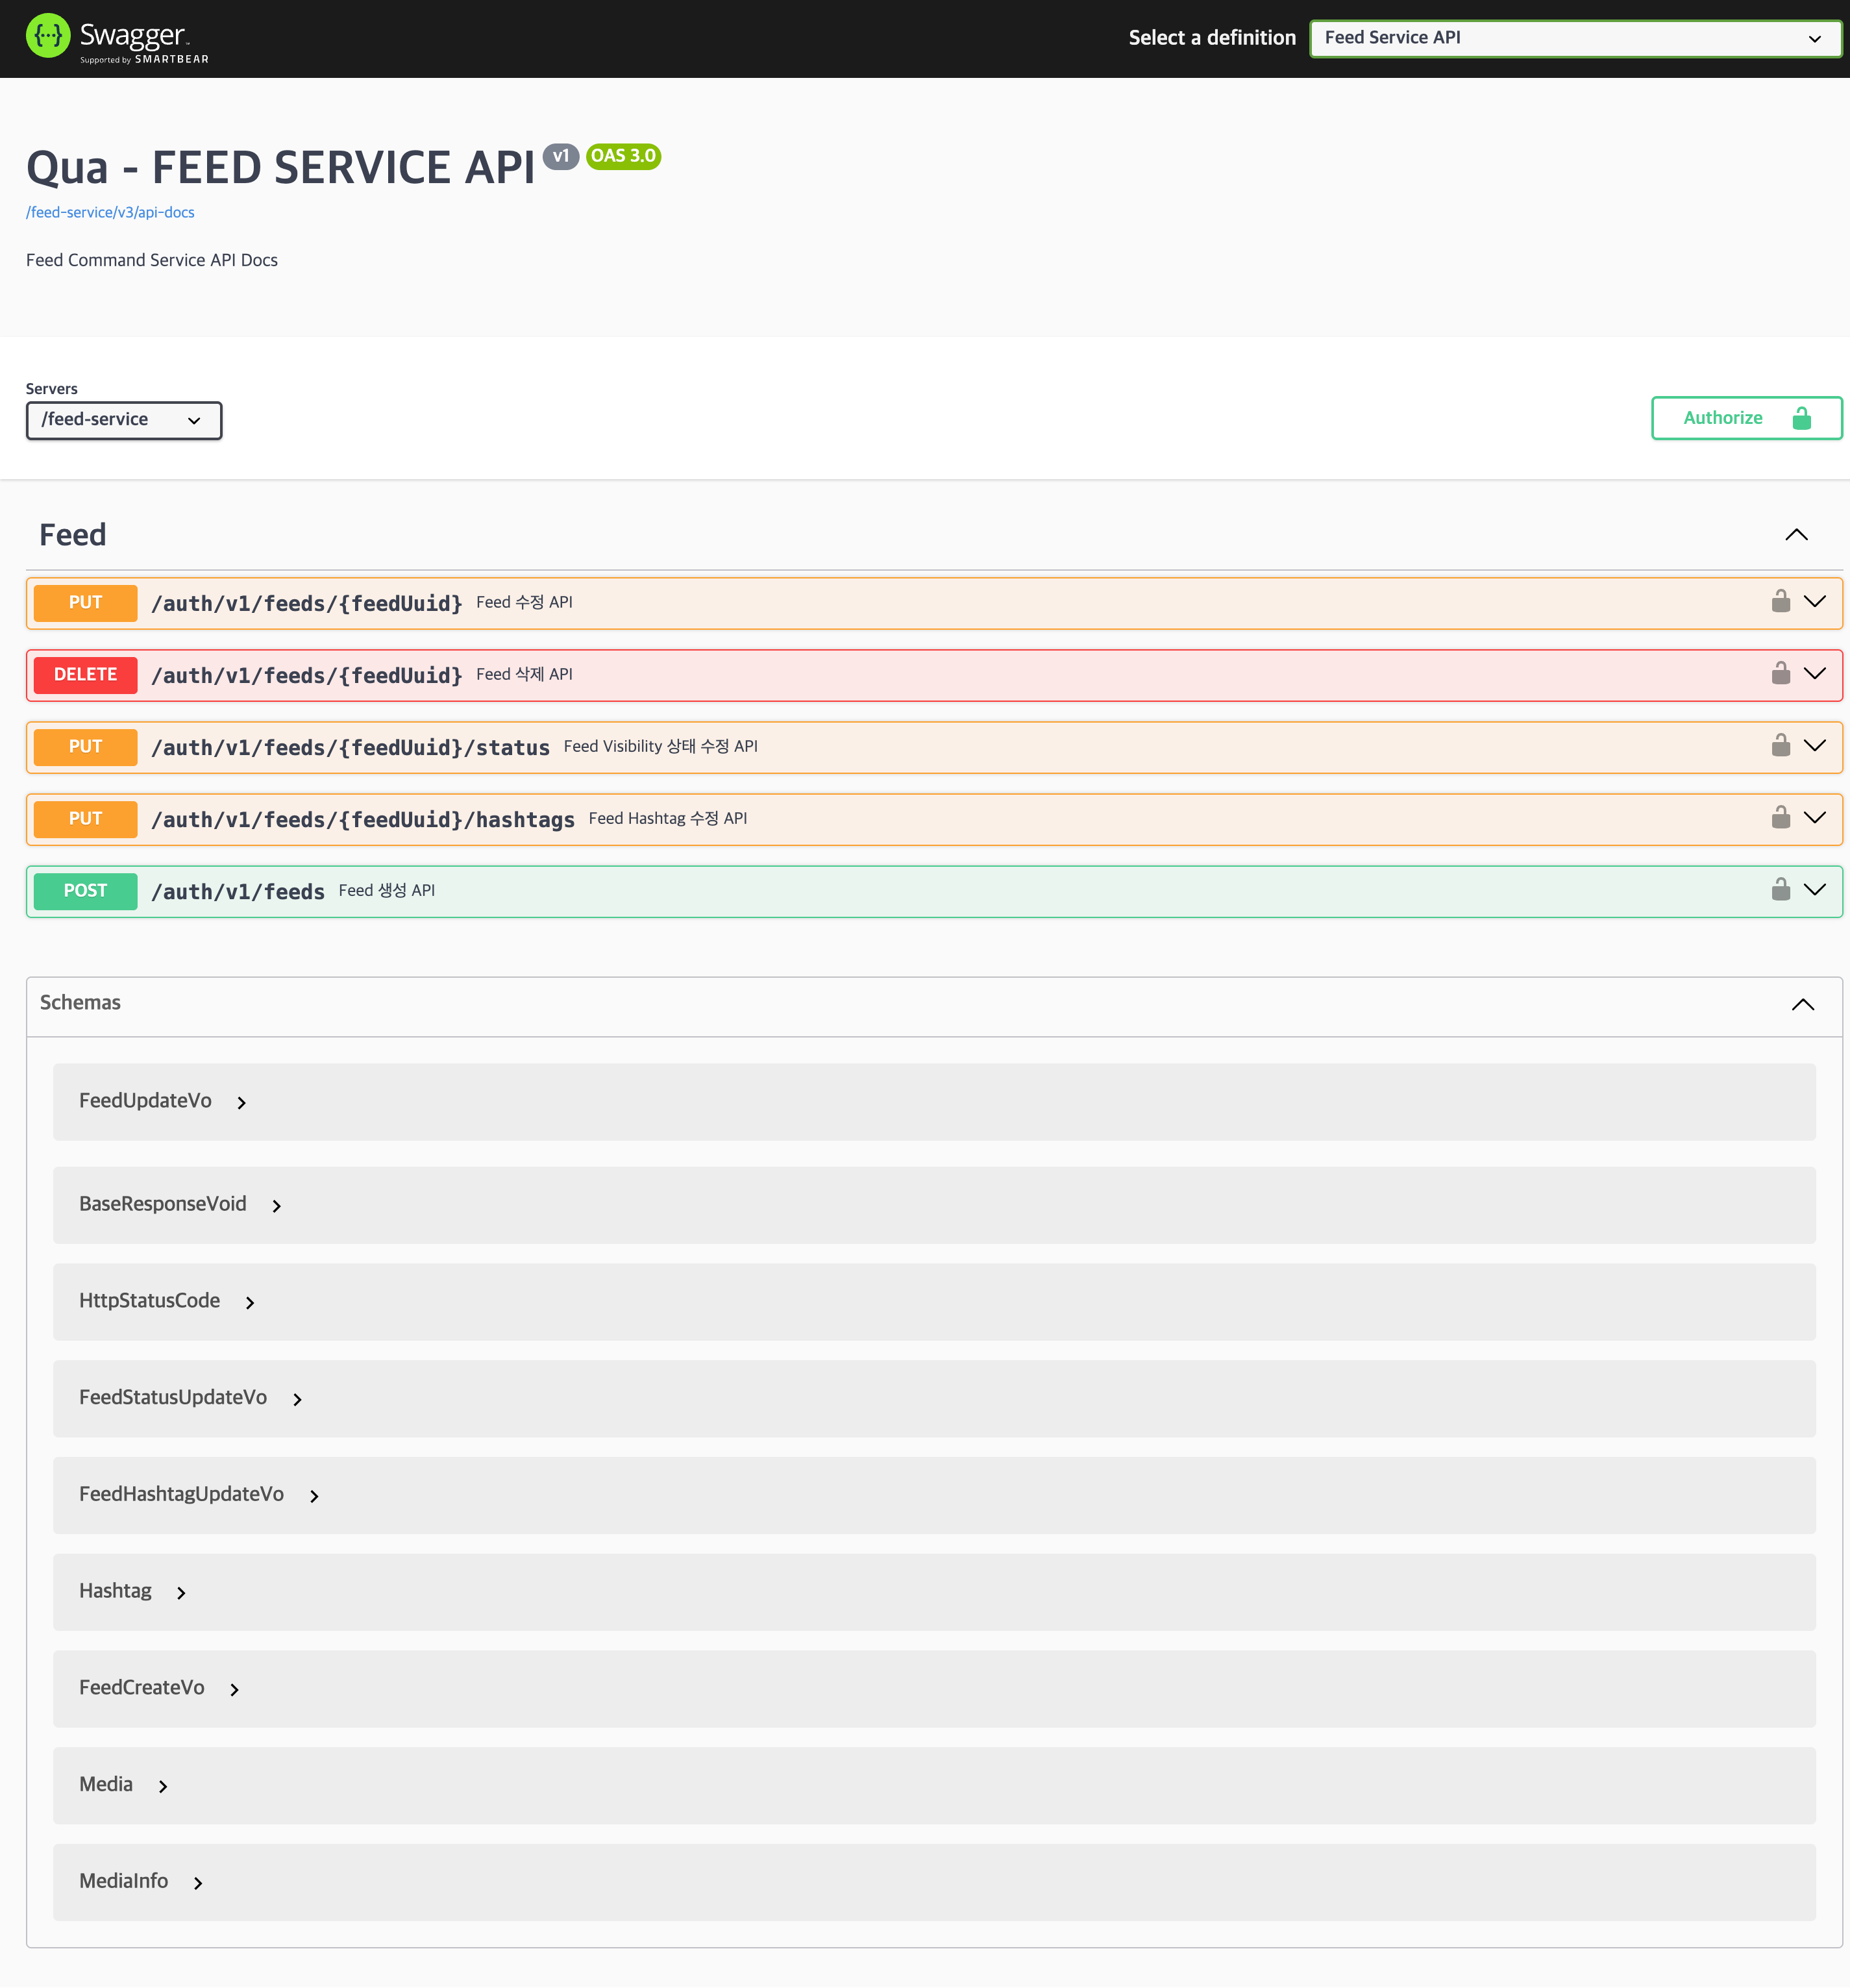 Swagger
Supported by SMARTBEAR
Select a definition
Feed Service API
Qua - FEED SERVICE API v1 OAS 3.0
/feed-service/v3/api-docs
Feed Command Service API Docs
Servers
/feed-service
Authorize
Feed
PUT /auth/v1/feeds/{feedUuid} Feed 수정 API
DELETE /auth/v1/feeds/{feedUuid} Feed 삭제 API
PUT /auth/v1/feeds/{feedUuid}/status Feed Visibility 상태 수정 API
PUT /auth/v1/feeds/{feedUuid}/hashtags Feed Hashtag 수정 API
POST /auth/v1/feeds Feed 생성 API
Schemas
FeedUpdateVo
BaseResponseVoid
HttpStatusCode
FeedStatusUpdateVo
FeedHashtagUpdateVo
Hashtag
FeedCreateVo
Media
MediaInfo